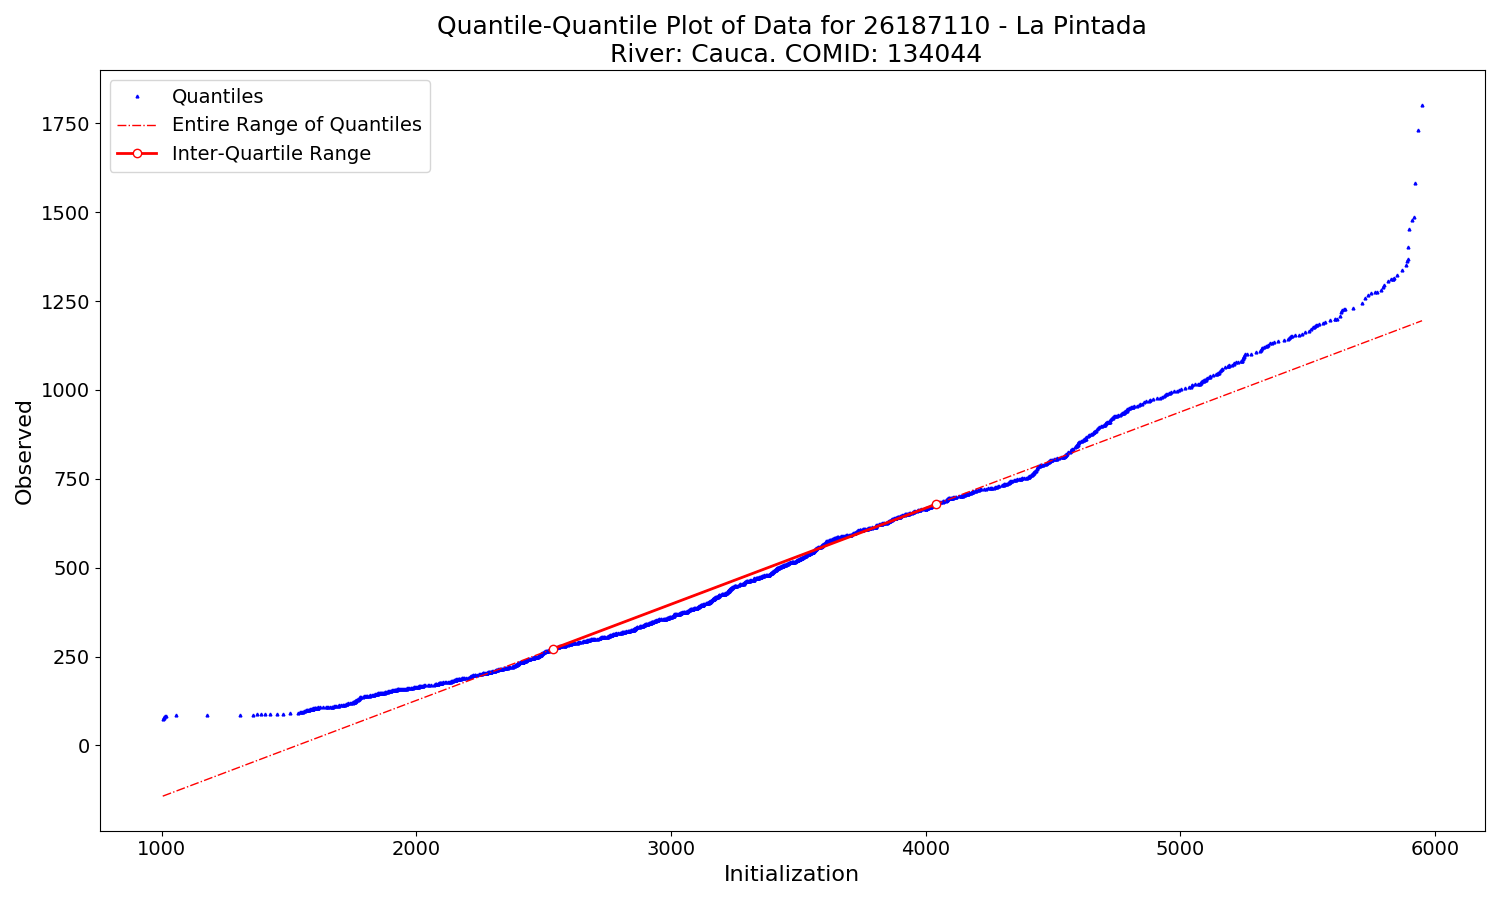 Quantile-Quantile Plot of Data for 26187110 - La Pintada
River: Cauca. COMID: 134044
Quantiles
Entire Range of Quantiles
Inter-Quartile Range
1750
1500
1250
1000
750
500
250
0
Observed
1000
2000
3000
4000
5000
6000
Initialization